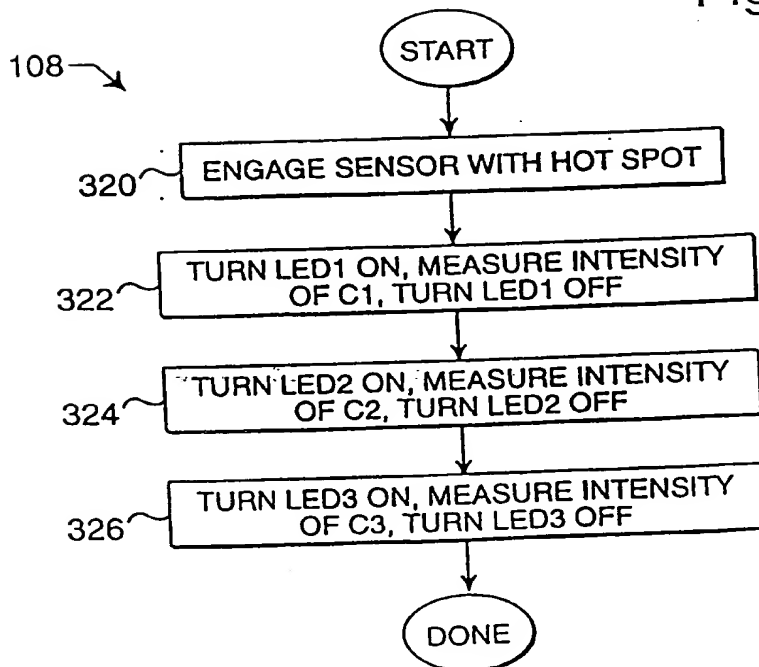 Fig
START
108
ENGAGE SENSOR WITH HOT SPOT
320
TURN LED1 ON, MEASURE INTENSITY
OF C1, TURN LED1 OFF
322
TURN LED2 ON, MEASURE INTENSITY
OF C2, TURN LED2 OFF
324
TURN LED3 ON, MEASURE INTENSITY
OF C3, TURN LED3 OFF
326
DONE